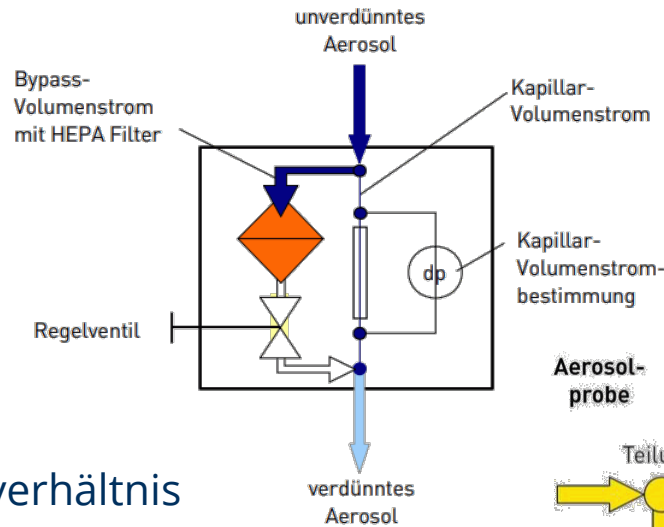 unverdünntes
Aerosol
Bypass-
Volumenstrom
mit HEPA Filter
Kapillar-
Volumenstrom
dp
Kapillar-
Volumenstrom-
bestimmung
Regelventil
Aerosol-
probe
Teilu
verhältnis
verdünntes
Aerosol